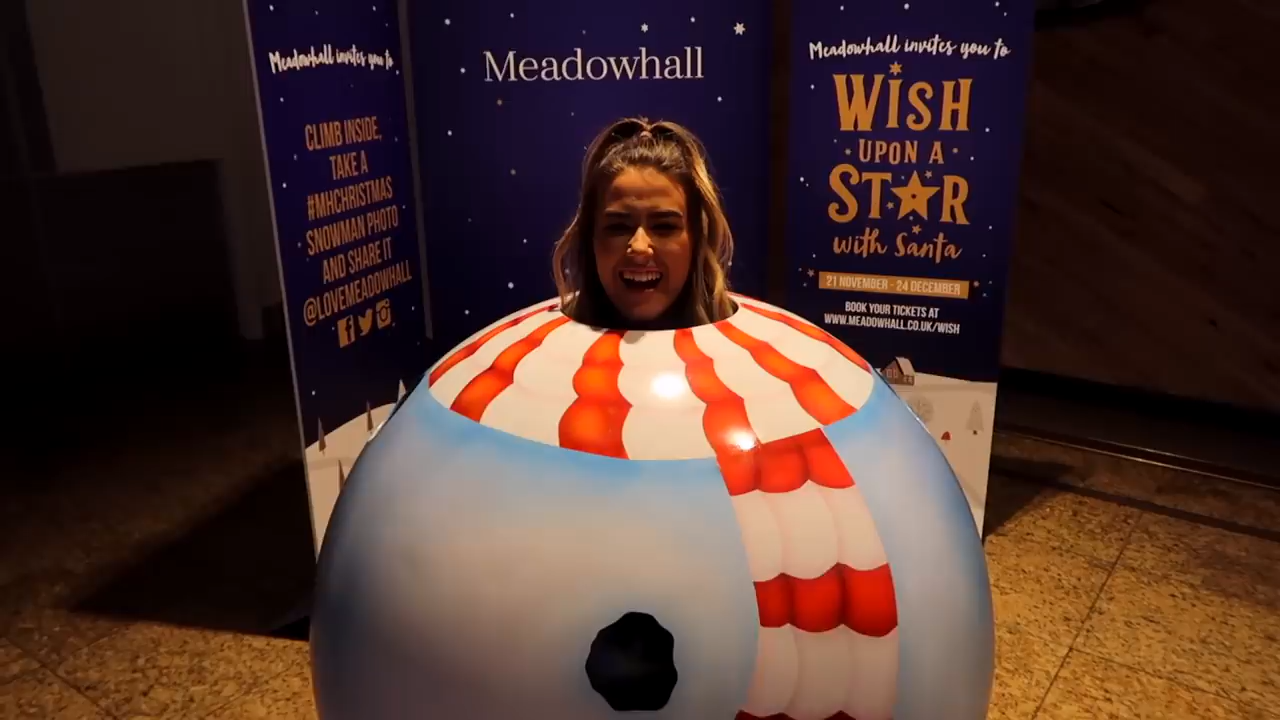 Meadowhall invites you to
CLIMB INSIDE,
TAKE A
#MHCHRISTMAS
SNOWMAN PHOTO
AND SHARE IT
@LOVEMEADOWHALL
Meadowhall
Meadowhall invites you to
WISH
UPON A
STAR
with Santa
21 NOVEMBER - 24 DECEMBER
BOOK YOUR TICKETS AT
WWW.MEADOWHALL.CO.UK/WISH